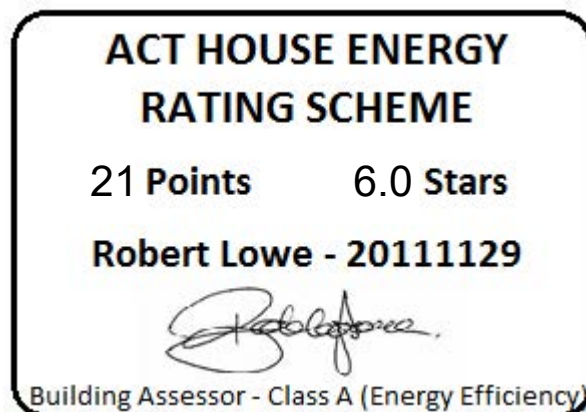 ACT HOUSE ENERGY
RATING SCHEME
21 Points 6.0 Stars
Robert Lowe - 20111129
Building Assessor - Class A (Energy Efficiency)